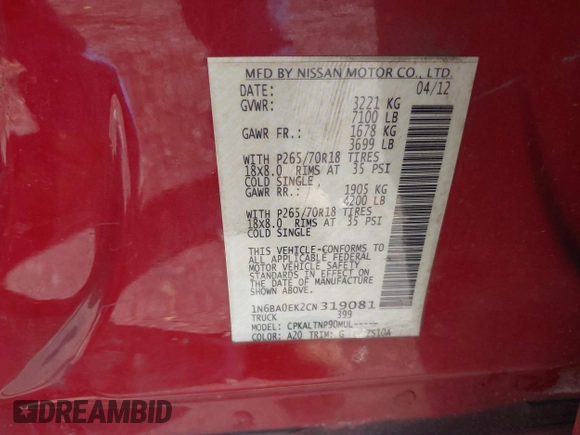 MFD BY NISSAN MOTOR CO., LTD.
DATE: 04/12
GVWR: 3221 KG
7100 LB
GAWR FR.: 1678 KG
3699 LB
WITH P265/70R18 TIRES
18X8.0 RIMS AT 35 PSI
COLD SINGLE
GAWR RR.: 1905 KG
4200 LB
WITH P265/70R18 TIRES
18X8.0 RIMS AT 35 PSI
COLD SINGLE
THIS VEHICLE CONFORMS TO
ALL APPLICABLE FEDERAL
MOTOR VEHICLE SAFETY
STANDARDS IN EFFECT ON
THE DATE OF MANUFACTURE
SHOWN ABOVE.
1N6BA0EK2CN319081
TRUCK 399
MODEL: CPKALTNP90MUL-----
COLOR: A20 TRIM: G 7S10A
DREAMBID